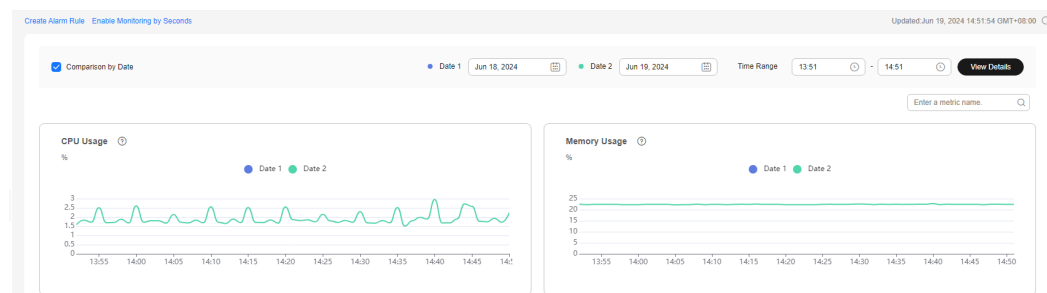 Create Alarm Rule Enable Monitoring by Seconds Updated:Jun 19, 2024 14:51:54 GMT+08:00
Comparison by Date Date 1 Jun 18, 2024 Date 2 Jun 19, 2024 Time Range 13:51 - 14:51 View Details
Enter a metric name.
CPU Usage ?
%
Date 1 Date 2
3
2.5
2
1.5
1
0.5
0
13:55 14:00 14:05 14:10 14:15 14:20 14:25 14:30 14:35 14:40 14:45 14:5
Memory Usage ?
%
Date 1 Date 2
25
20
15
10
5
0
13:55 14:00 14:05 14:10 14:15 14:20 14:25 14:30 14:35 14:40 14:45 14:50